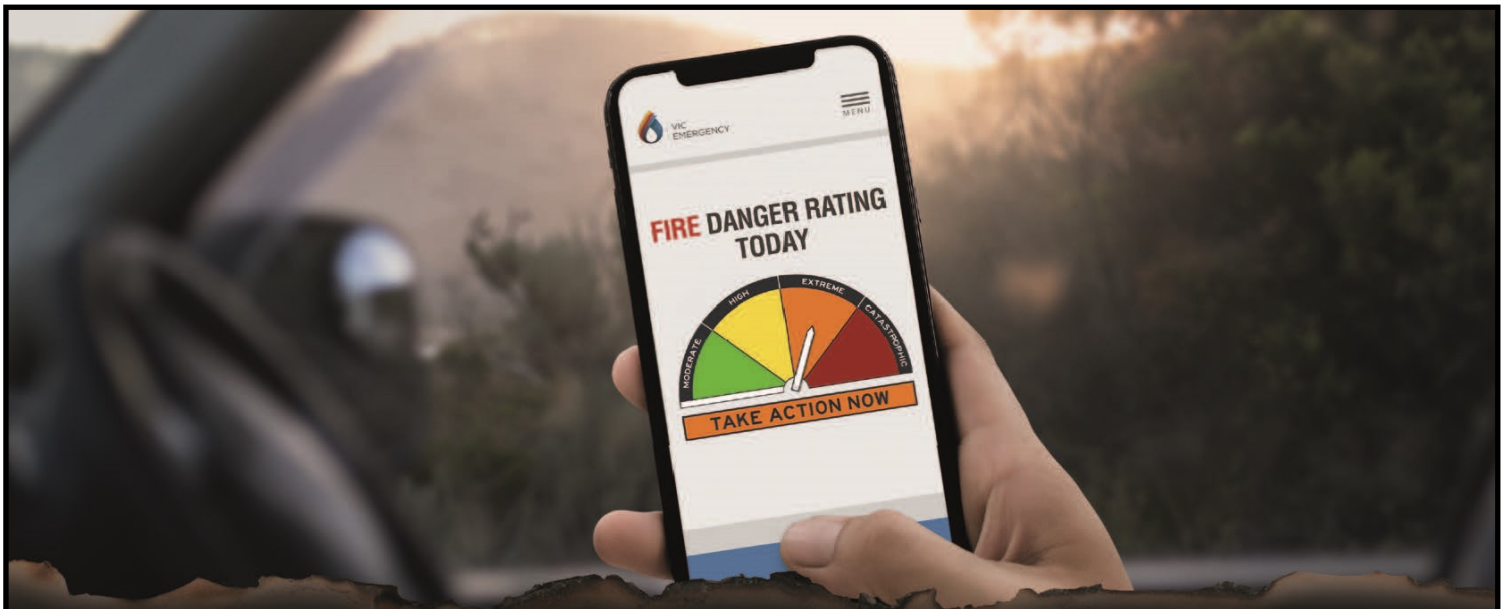 VIC
EMERGENCY
MENU
FIRE DANGER RATING
TODAY
MODERATE
HIGH
EXTREME
CATASTROPHIC
TAKE ACTION NOW